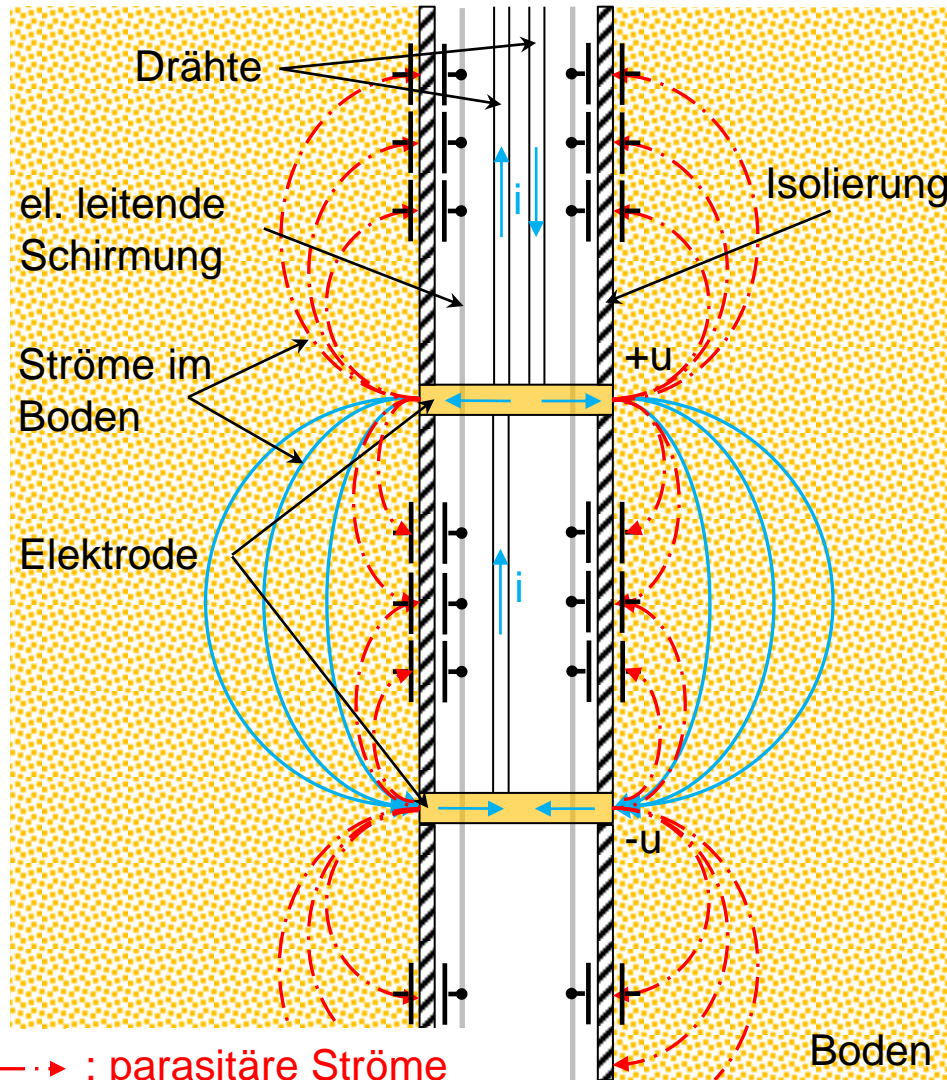 Drähte
i
el. leitende
Schirmung
Isolierung
Ströme im
Boden
+u
Elektrode
i
-u
Boden
: parasitäre Ströme